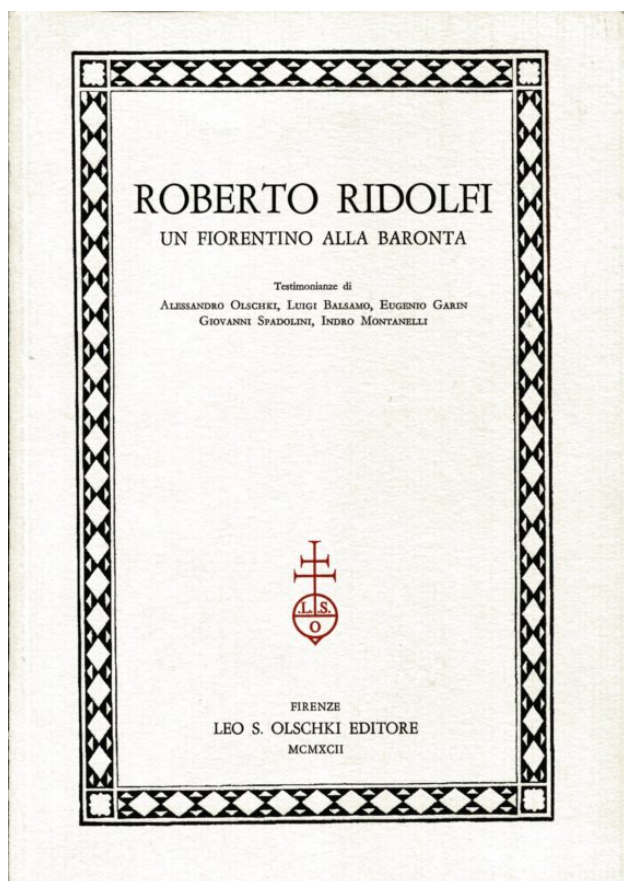 ROBERTO RIDOLFI
UN FIORENTINO ALLA BARONTA
Testimonianze di
ALESSANDRO OLSCHKI, LUIGI BALSAMO, EUGENIO GARIN
GIOVANNI SPADOLINI, INDRO MONTANELLI
.L. .S.
O
FIRENZE
LEO S. OLSCHKI EDITORE
MCMXCII